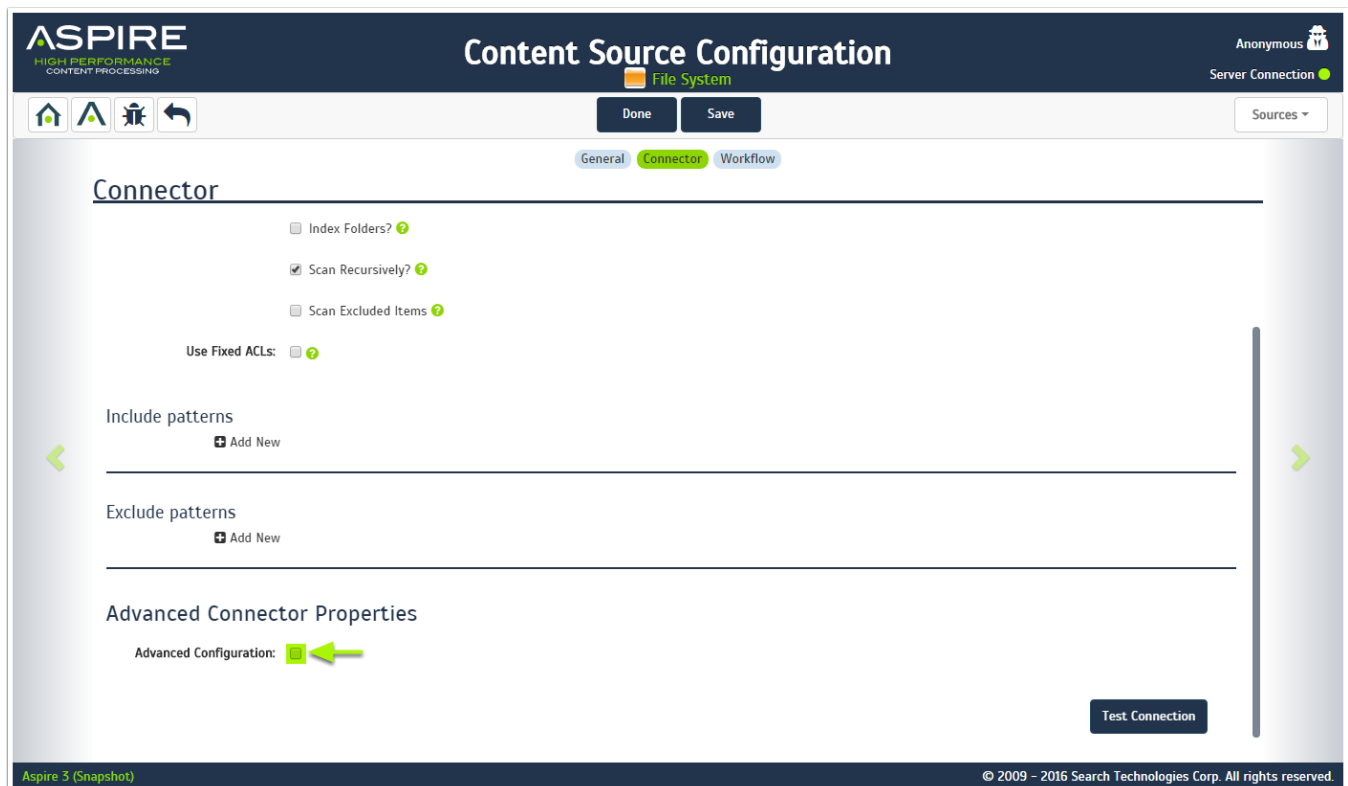 ASPIRE
HIGH PERFORMANCE
CONTENT PROCESSING
Content Source Configuration
File System
Anonymous
Server Connection
Done Save Sources
General Connector Workflow
Connector
Index Folders? ?
Scan Recursively? ?
Scan Excluded Items ?
Use Fixed ACLs: ?
Include patterns
Add New
Exclude patterns
Add New
Advanced Connector Properties
Advanced Configuration:
Test Connection
Aspire 3 (Snapshot) © 2009 - 2016 Search Technologies Corp. All rights reserved.